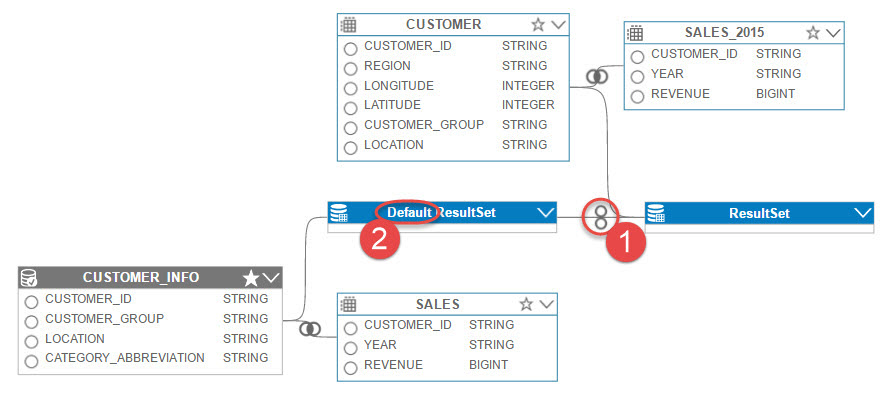 CUSTOMER
CUSTOMER_ID STRING
REGION STRING
LONGITUDE INTEGER
LATITUDE INTEGER
CUSTOMER_GROUP STRING
LOCATION STRING
SALES_2015
CUSTOMER_ID STRING
YEAR STRING
REVENUE BIGINT
Default ResultSet
2
1
ResultSet
CUSTOMER_INFO
CUSTOMER_ID STRING
CUSTOMER_GROUP STRING
LOCATION STRING
CATEGORY_ABBREVIATION STRING
SALES
CUSTOMER_ID STRING
YEAR STRING
REVENUE BIGINT